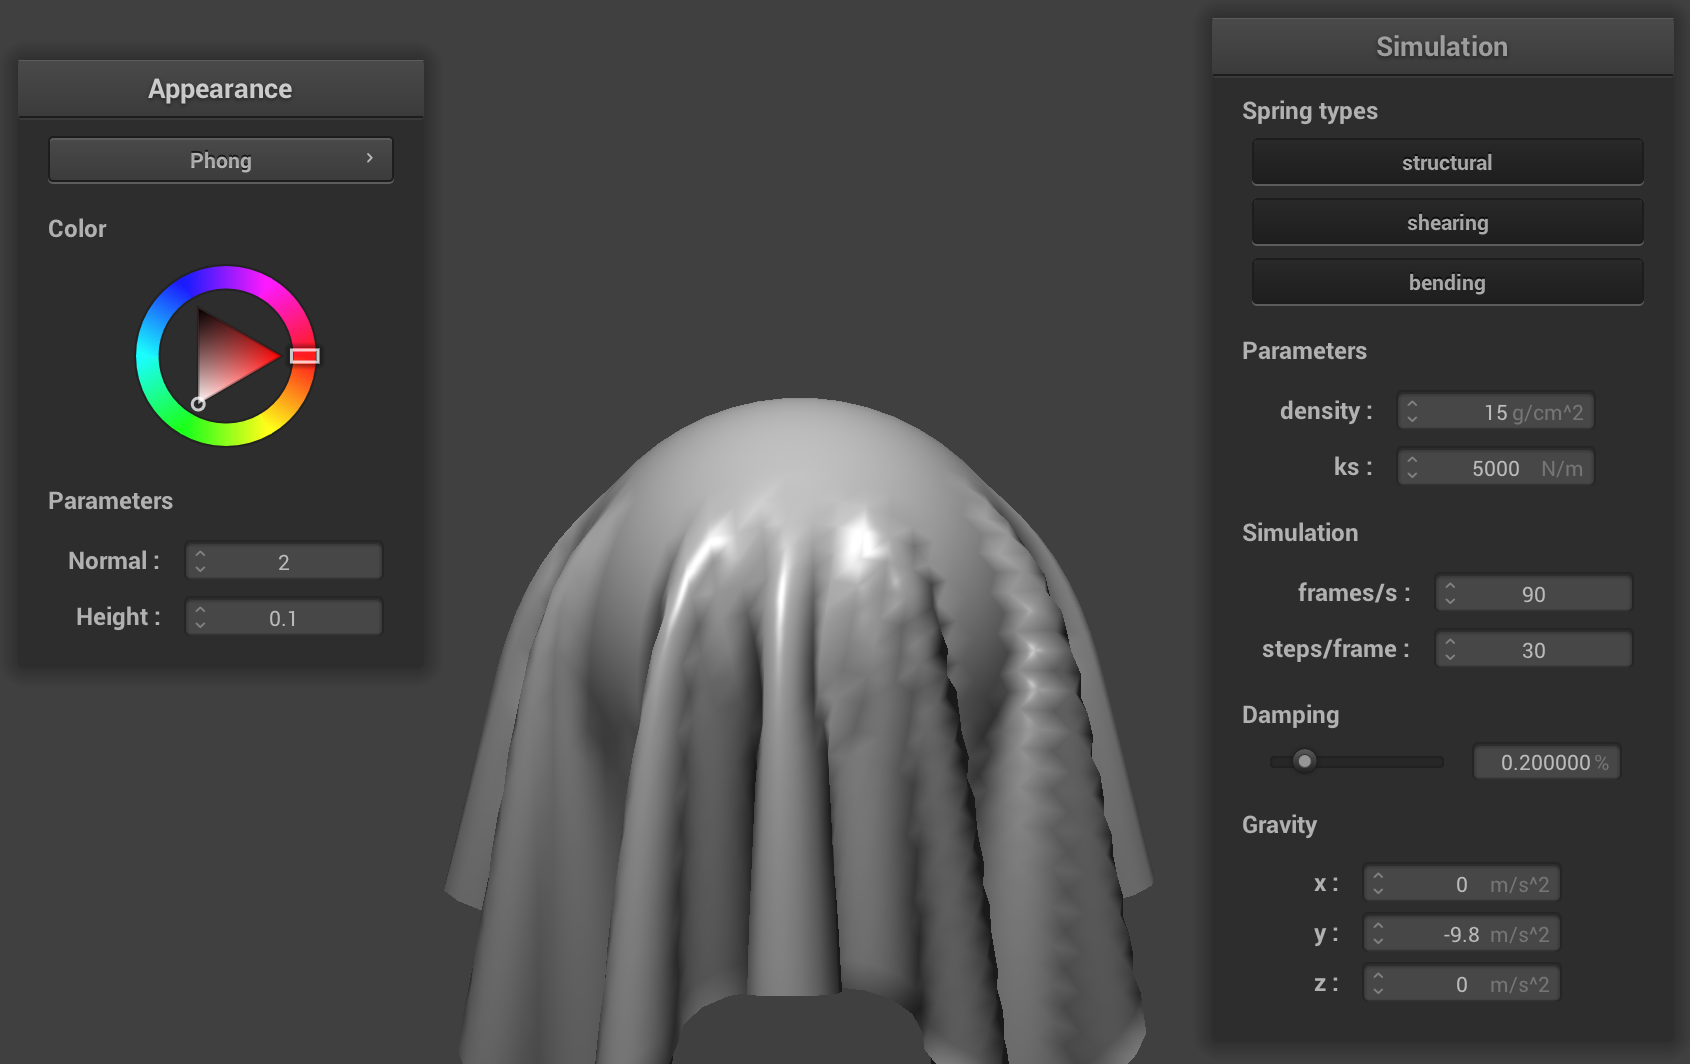 Appearance
Phong
Color
Parameters
Normal : 2
Height : 0.1
Simulation
Spring types
structural
shearing
bending
Parameters
density : 15 g/cm^2
ks : 5000 N/m
Simulation
frames/s : 90
steps/frame : 30
Damping
0.200000 %
Gravity
x : 0 m/s^2
y : -9.8 m/s^2
z : 0 m/s^2